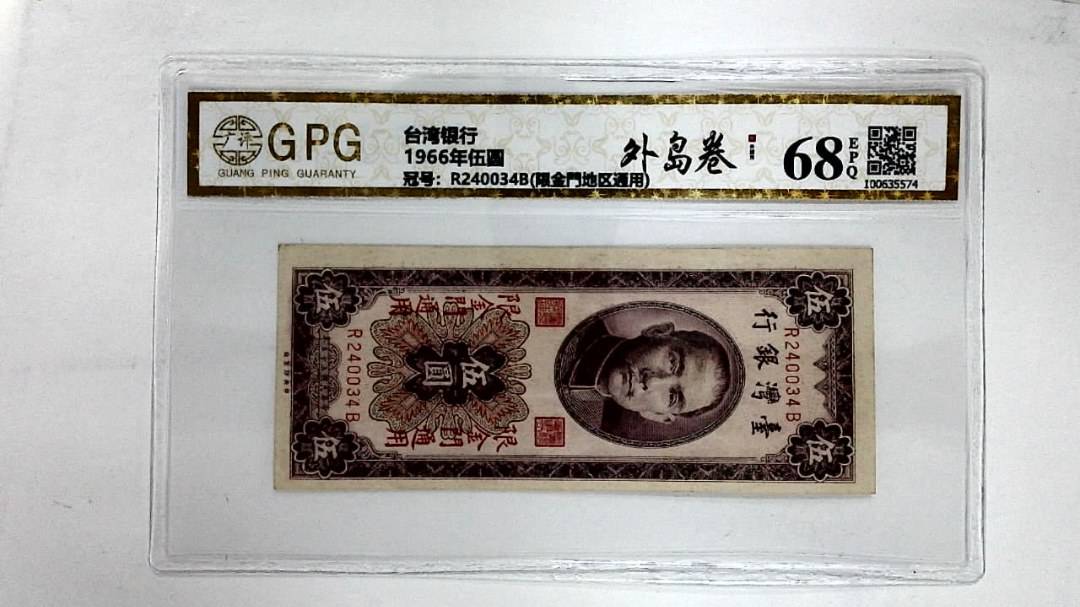 GPG
GUANG PING GUARANTY
台湾银行
1966年伍圆
冠号：R240034B(限金門地区通用)
外岛卷
68
EPQ
100635574
臺灣銀行
R240034B
R240034B
伍圓
限金門通用
限金門通用
伍
伍
伍
伍